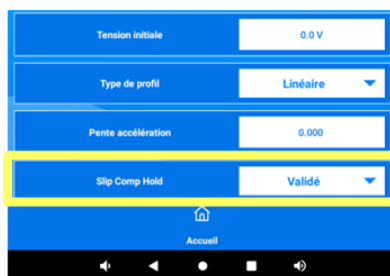 Tension initiale 0.0 V
Type de profil Linéaire
Pente accélération 0.000
Slip Comp Hold Validé
Accueil